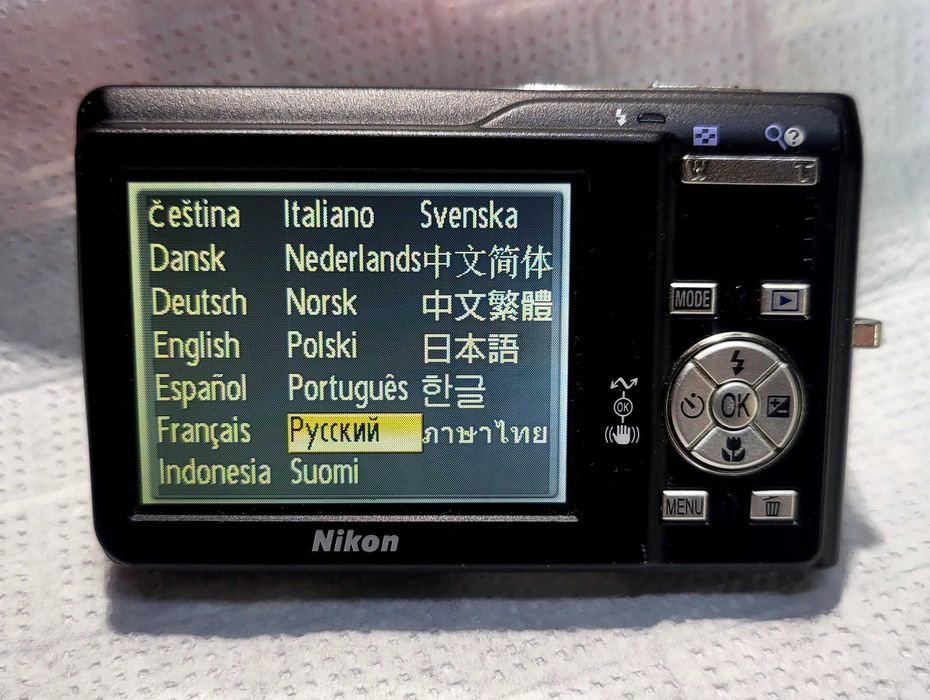 W T
Čeština Italiano Svenska
Dansk Nederlands 中文简体
Deutsch Norsk 中文繁體
MODE
English Polski 日本語
Español Português 한글
OK
OK
Français Русский ภาษาไทย
Indonesia Suomi
MENU
Nikon